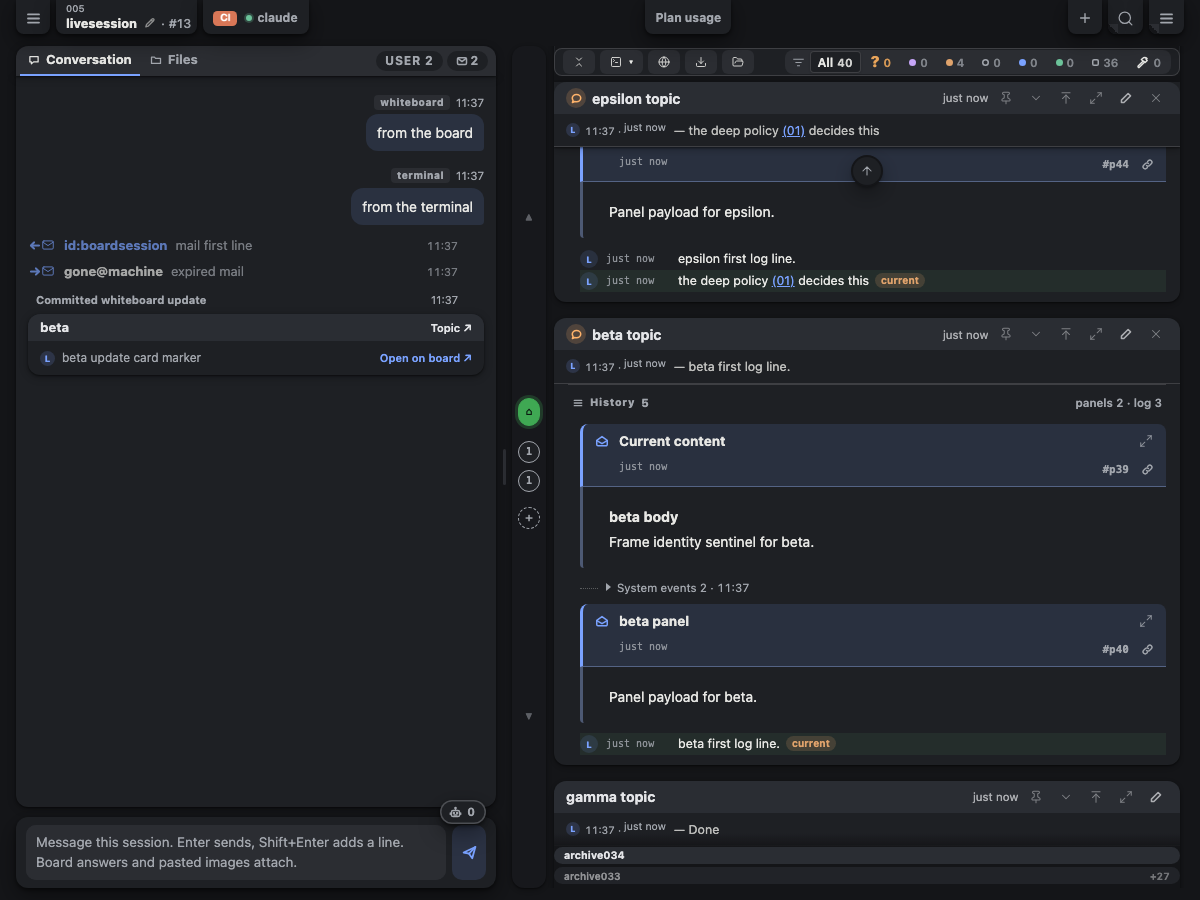 005
livesession · #13
CI claude
Plan usage
Conversation Files USER 2 2
whiteboard 11:37
from the board
terminal 11:37
from the terminal
id:boardsession mail first line 11:37
gone@machine expired mail 11:37
Committed whiteboard update 11:37
beta Topic
L beta update card marker Open on board
0
Message this session. Enter sends, Shift+Enter adds a line.
Board answers and pasted images attach.
1
1
All 40 ? 0 0 4 0 0 0 36 0
epsilon topic just now
L 11:37 · just now — the deep policy (01) decides this
just now #p44
Panel payload for epsilon.
L just now epsilon first log line.
L just now the deep policy (01) decides this current
beta topic just now
L 11:37 · just now — beta first log line.
History 5 panels 2 · log 3
Current content
just now #p39
beta body
Frame identity sentinel for beta.
System events 2 · 11:37
beta panel
just now #p40
Panel payload for beta.
L just now beta first log line. current
gamma topic just now
L 11:37 · just now — Done
archive034
archive033 +27